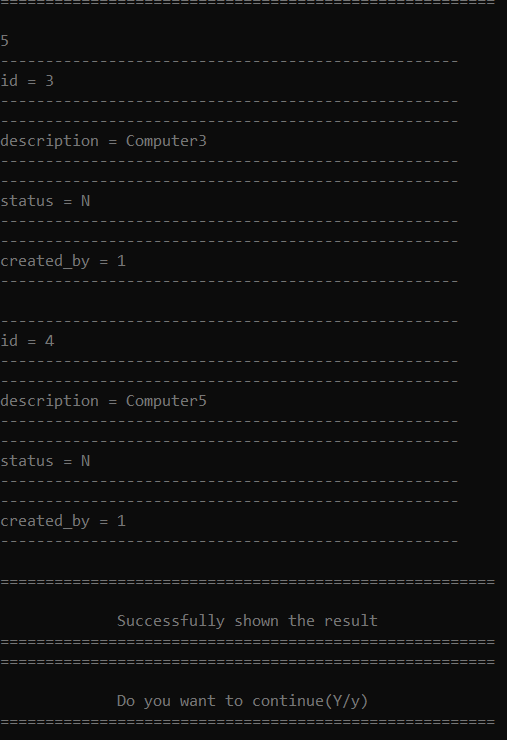 =======================================================
5
---------------------------------------------------
id = 3
---------------------------------------------------
---------------------------------------------------
description = Computer3
---------------------------------------------------
---------------------------------------------------
status = N
---------------------------------------------------
---------------------------------------------------
created_by = 1
---------------------------------------------------
---------------------------------------------------
id = 4
---------------------------------------------------
---------------------------------------------------
description = Computer5
---------------------------------------------------
---------------------------------------------------
status = N
---------------------------------------------------
---------------------------------------------------
created_by = 1
---------------------------------------------------
=======================================================
Successfully shown the result
=======================================================
=======================================================
Do you want to continue(Y/y)
=======================================================